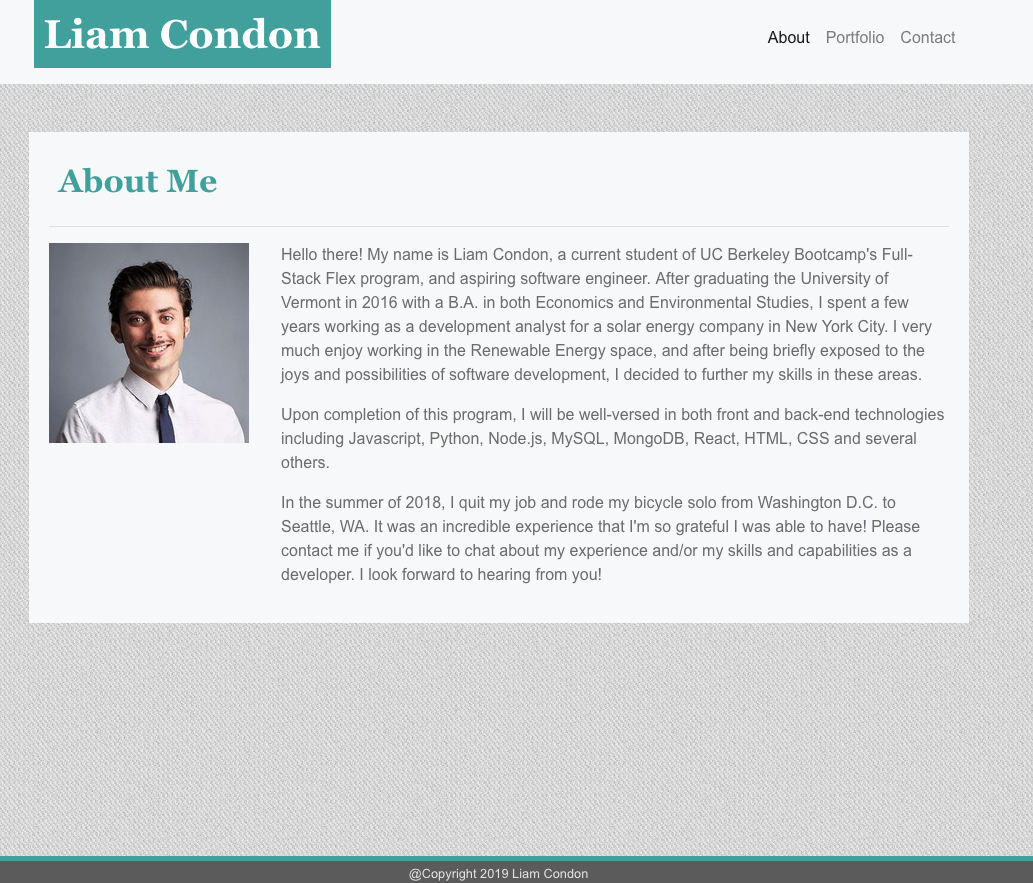 Liam Condon
About Portfolio Contact
About Me
Hello there! My name is Liam Condon, a current student of UC Berkeley Bootcamp's Full-
Stack Flex program, and aspiring software engineer. After graduating the University of
Vermont in 2016 with a B.A. in both Economics and Environmental Studies, I spent a few
years working as a development analyst for a solar energy company in New York City. I very
much enjoy working in the Renewable Energy space, and after being briefly exposed to the
joys and possibilities of software development, I decided to further my skills in these areas.
Upon completion of this program, I will be well-versed in both front and back-end technologies
including Javascript, Python, Node.js, MySQL, MongoDB, React, HTML, CSS and several
others.
In the summer of 2018, I quit my job and rode my bicycle solo from Washington D.C. to
Seattle, WA. It was an incredible experience that I'm so grateful I was able to have! Please
contact me if you'd like to chat about my experience and/or my skills and capabilities as a
developer. I look forward to hearing from you!
@Copyright 2019 Liam Condon